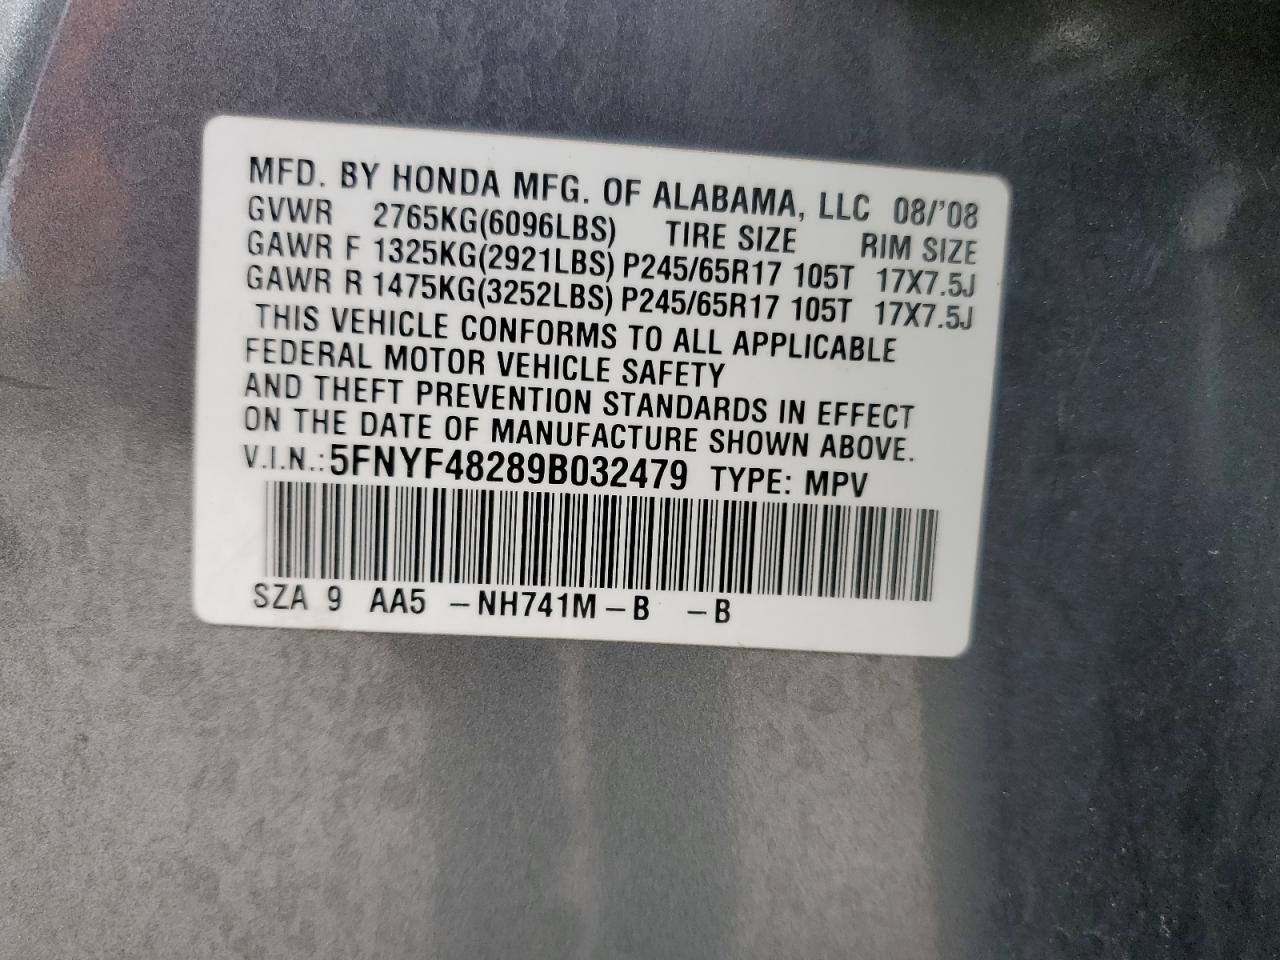 MFD. BY HONDA MFG. OF ALABAMA, LLC 08/'08
GVWR 2765KG(6096LBS) TIRE SIZE RIM SIZE
GAWR F 1325KG(2921LBS) P245/65R17 105T 17X7.5J
GAWR R 1475KG(3252LBS) P245/65R17 105T 17X7.5J
THIS VEHICLE CONFORMS TO ALL APPLICABLE
FEDERAL MOTOR VEHICLE SAFETY
AND THEFT PREVENTION STANDARDS IN EFFECT
ON THE DATE OF MANUFACTURE SHOWN ABOVE.
V.I.N.: 5FNYF48289B032479 TYPE: MPV
SZA 9 AA5 -NH741M-B -B